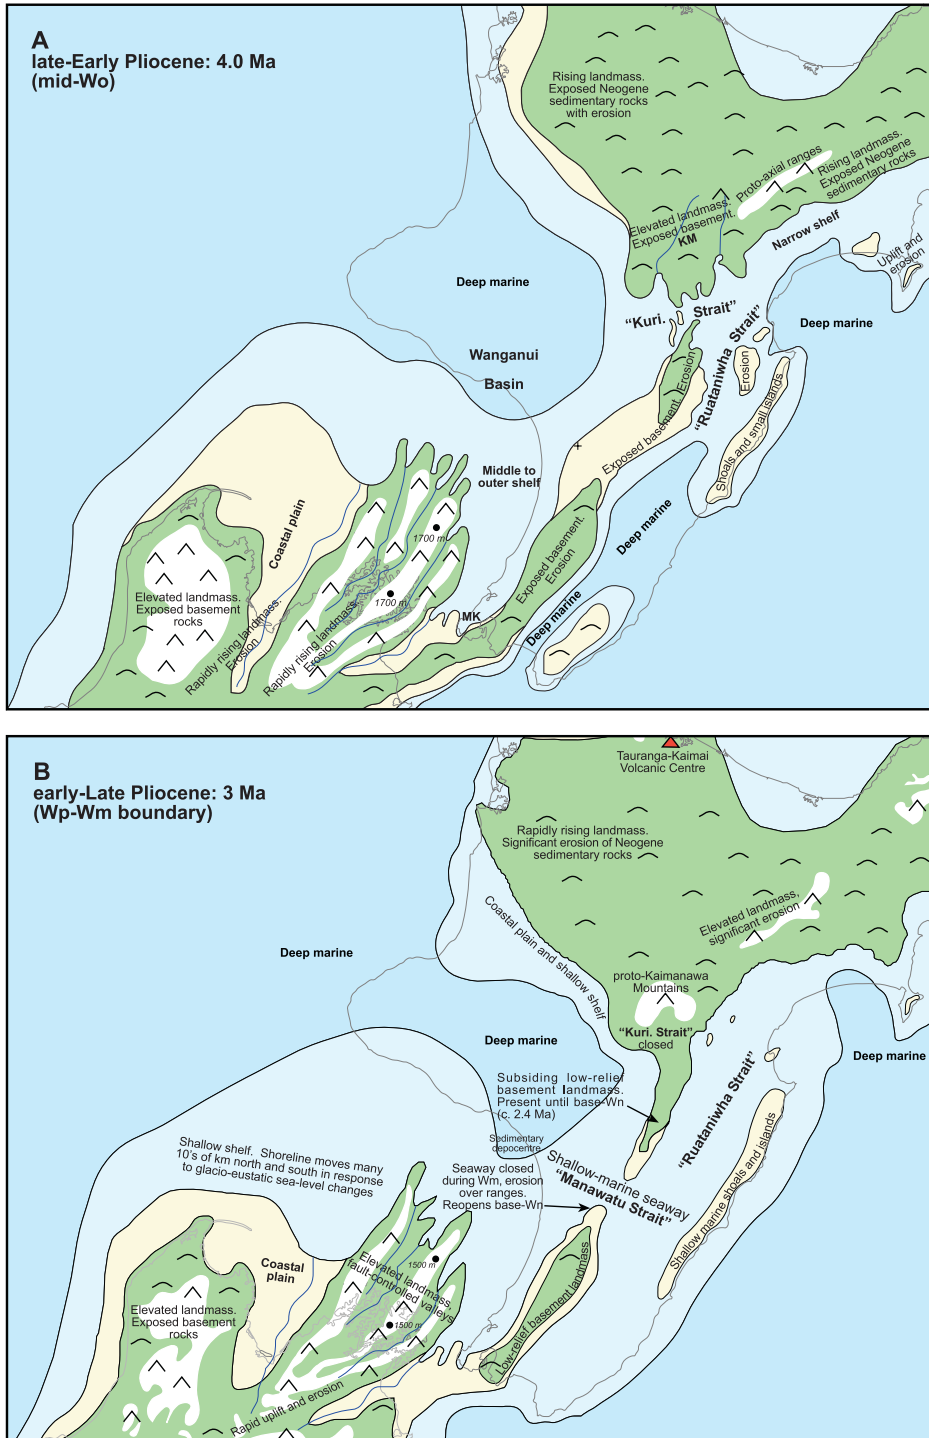 A
late-Early Pliocene: 4.0 Ma
(mid-Wo)
Rising landmass.
Exposed Neogene
sedimentary rocks
with erosion
Proto-axial ranges
Rising landmass.
Exposed Neogene
sedimentary rocks
Elevated landmass.
Exposed basement.
KM
Narrow shelf
Uplift and
erosion
Deep marine
“Kuri. Strait”
Deep marine
“Ruataniwha Strait”
Wanganui
Basin
Erosion
Erosion
Exposed basement.
Shoals and small islands
Middle to
outer shelf
Coastal plain
Deep marine
1700 m
Exposed basement.
Erosion
1700 m
Elevated landmass.
Exposed basement
rocks
Rapidly rising landmass.
Erosion
Rapidly rising landmass.
Erosion
MK
Deep marine
B
early-Late Pliocene: 3 Ma
(Wp-Wm boundary)
Tauranga-Kaimai
Volcanic Centre
Rapidly rising landmass.
Significant erosion of Neogene
sedimentary rocks
Elevated landmass,
significant erosion
Coastal plain and shallow shelf
Deep marine
proto-Kaimanawa
Mountains
“Kuri. Strait”
closed
Deep marine
Deep marine
“Ruataniwha Strait”
Subsiding low-relief
basement landmass.
Present until base-Wn
(c. 2.4 Ma)
Sedimentary
depocentre
Shallow shelf. Shoreline moves many
10's of km north and south in response
to glacio-eustatic sea-level changes
Seaway closed
during Wm, erosion
over ranges.
Reopens base-Wn
Shallow-marine seaway
“Manawatu Strait”
Shallow marine shoals and islands
Coastal
plain
Elevated landmass,
fault-controlled valleys
1500 m
1500 m
Elevated landmass.
Exposed basement
rocks
Low-relief basement landmass
Rapid uplift and erosion